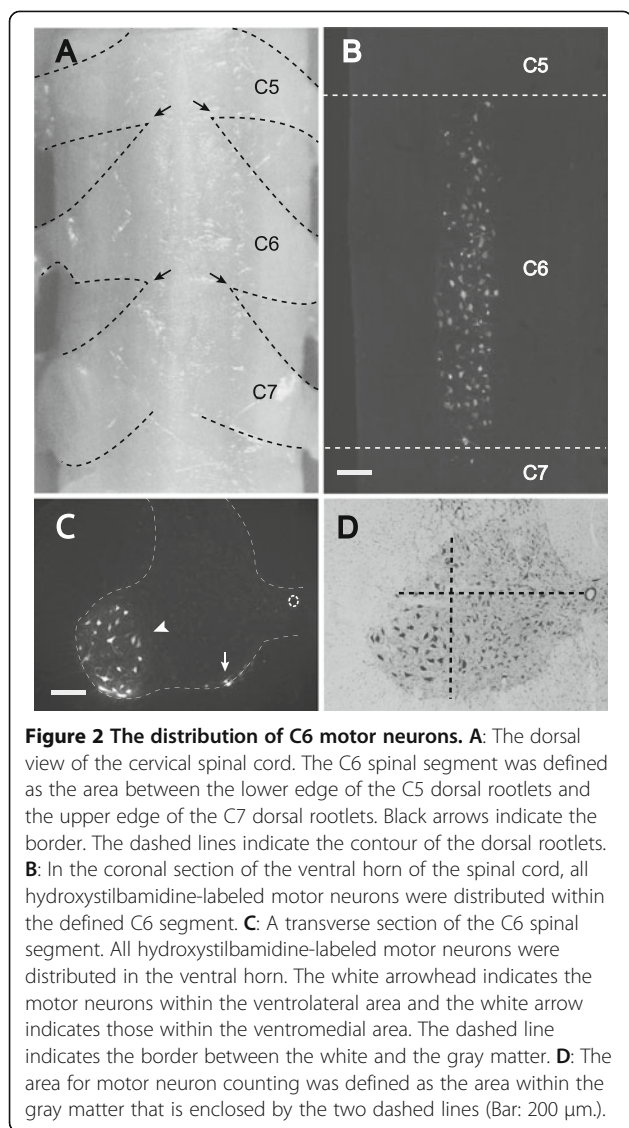 A
C5
C6
C7
B
C5
C6
C7
C
D
Figure 2 The distribution of C6 motor neurons. A: The dorsal
view of the cervical spinal cord. The C6 spinal segment was defined
as the area between the lower edge of the C5 dorsal rootlets and
the upper edge of the C7 dorsal rootlets. Black arrows indicate the
border. The dashed lines indicate the contour of the dorsal rootlets.
B: In the coronal section of the ventral horn of the spinal cord, all
hydroxystilbamidine-labeled motor neurons were distributed within
the defined C6 segment. C: A transverse section of the C6 spinal
segment. All hydroxystilbamidine-labeled motor neurons were
distributed in the ventral horn. The white arrowhead indicates the
motor neurons within the ventrolateral area and the white arrow
indicates those within the ventromedial area. The dashed line
indicates the border between the white and the gray matter. D: The
area for motor neuron counting was defined as the area within the
gray matter that is enclosed by the two dashed lines (Bar: 200 μm.).